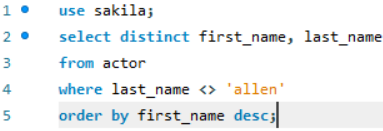 1 use sakila;
2 select distinct first_name, last_name
3 from actor
4 where last_name <> 'allen'
5 order by first_name desc;